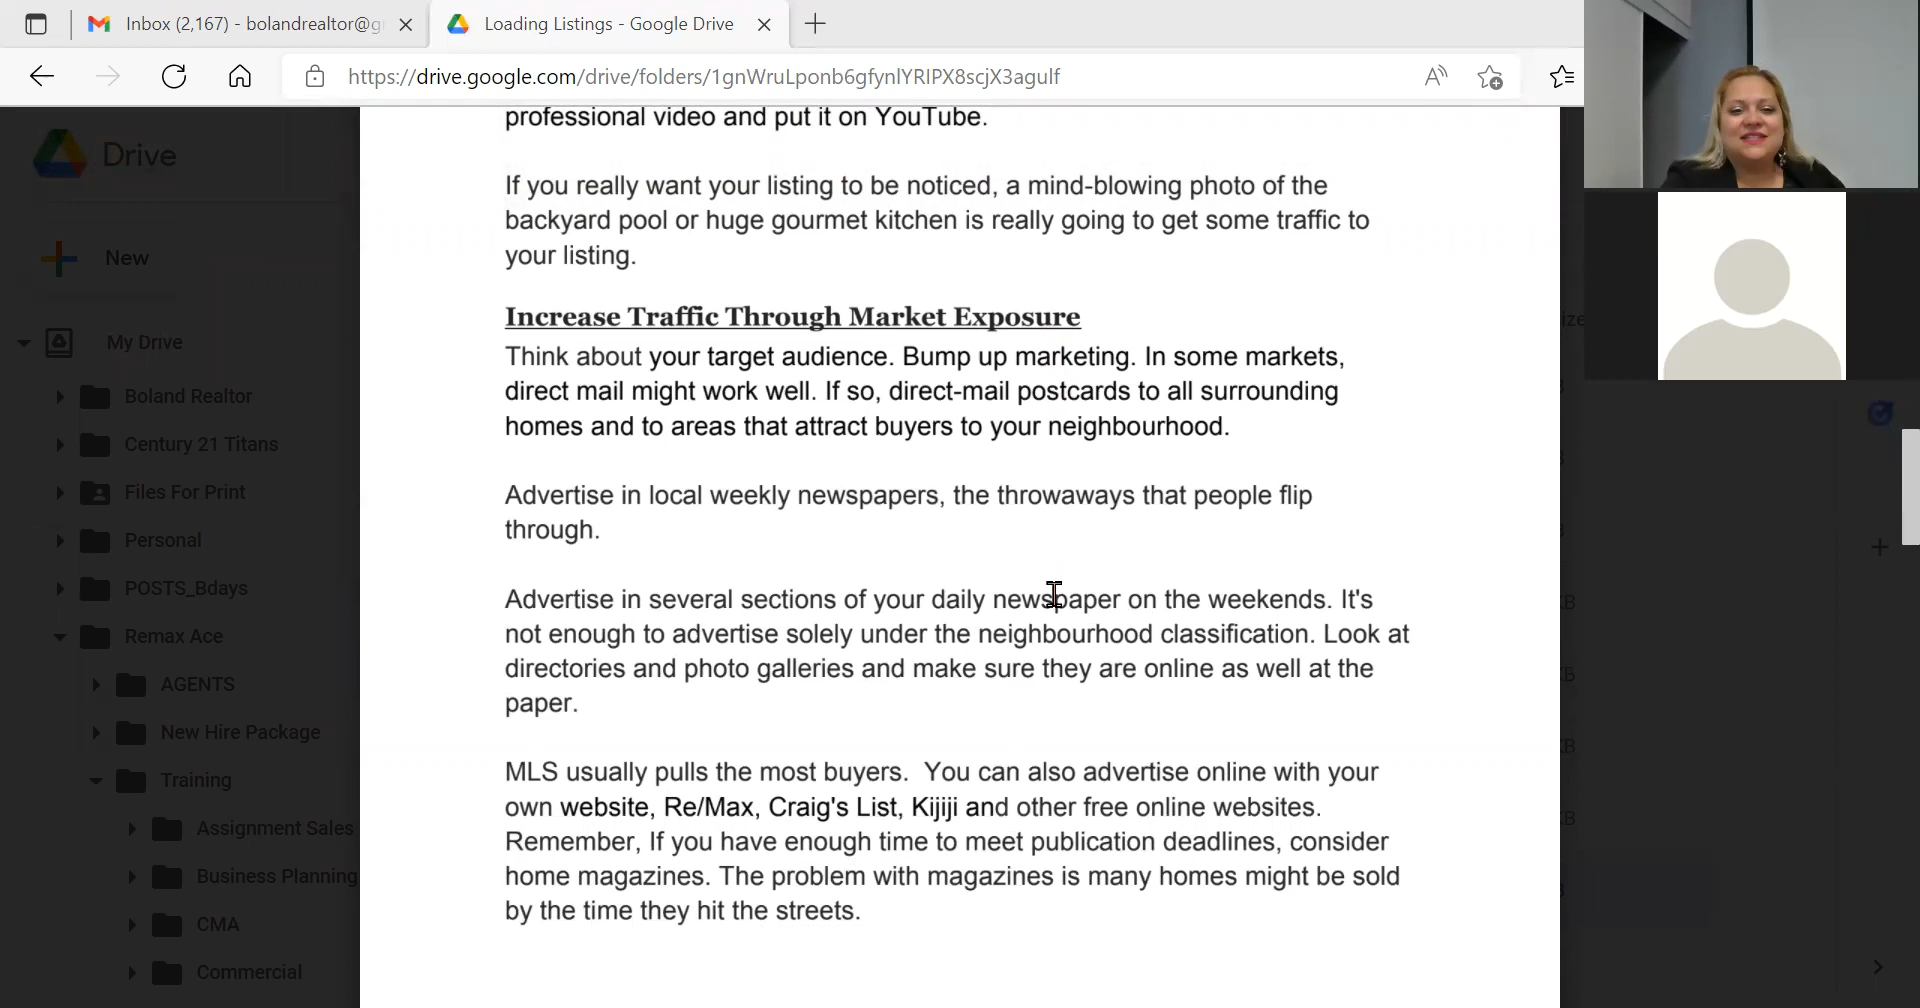 Inbox (2,167) - bolandrealtor@g
Loading Listings - Google Drive
https://drive.google.com/drive/folders/1gnWruLponb6gfynlYRIPX8scjX3agulf
Drive
New
My Drive
Boland Realtor
Century 21 Titans
Files For Print
Personal
POSTS_Bdays
Remax Ace
AGENTS
New Hire Package
Training
Assignment Sales
Business Planning
CMA
Commercial
professional video and put it on YouTube.
If you really want your listing to be noticed, a mind-blowing photo of the
backyard pool or huge gourmet kitchen is really going to get some traffic to
your listing.
Increase Traffic Through Market Exposure
Think about your target audience. Bump up marketing. In some markets,
direct mail might work well. If so, direct-mail postcards to all surrounding
homes and to areas that attract buyers to your neighbourhood.
Advertise in local weekly newspapers, the throwaways that people flip
through.
Advertise in several sections of your daily newspaper on the weekends. It's
not enough to advertise solely under the neighbourhood classification. Look at
directories and photo galleries and make sure they are online as well at the
paper.
MLS usually pulls the most buyers.  You can also advertise online with your
own website, Re/Max, Craig's List, Kijiji and other free online websites.
Remember, If you have enough time to meet publication deadlines, consider
home magazines. The problem with magazines is many homes might be sold
by the time they hit the streets.